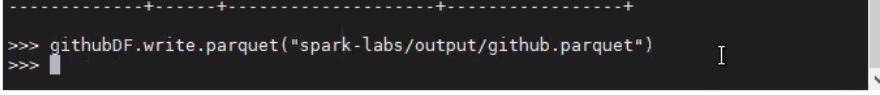 -------------+------+--------------------+-----------------+
>>> githubDF.write.parquet("spark-labs/output/github.parquet")
>>>